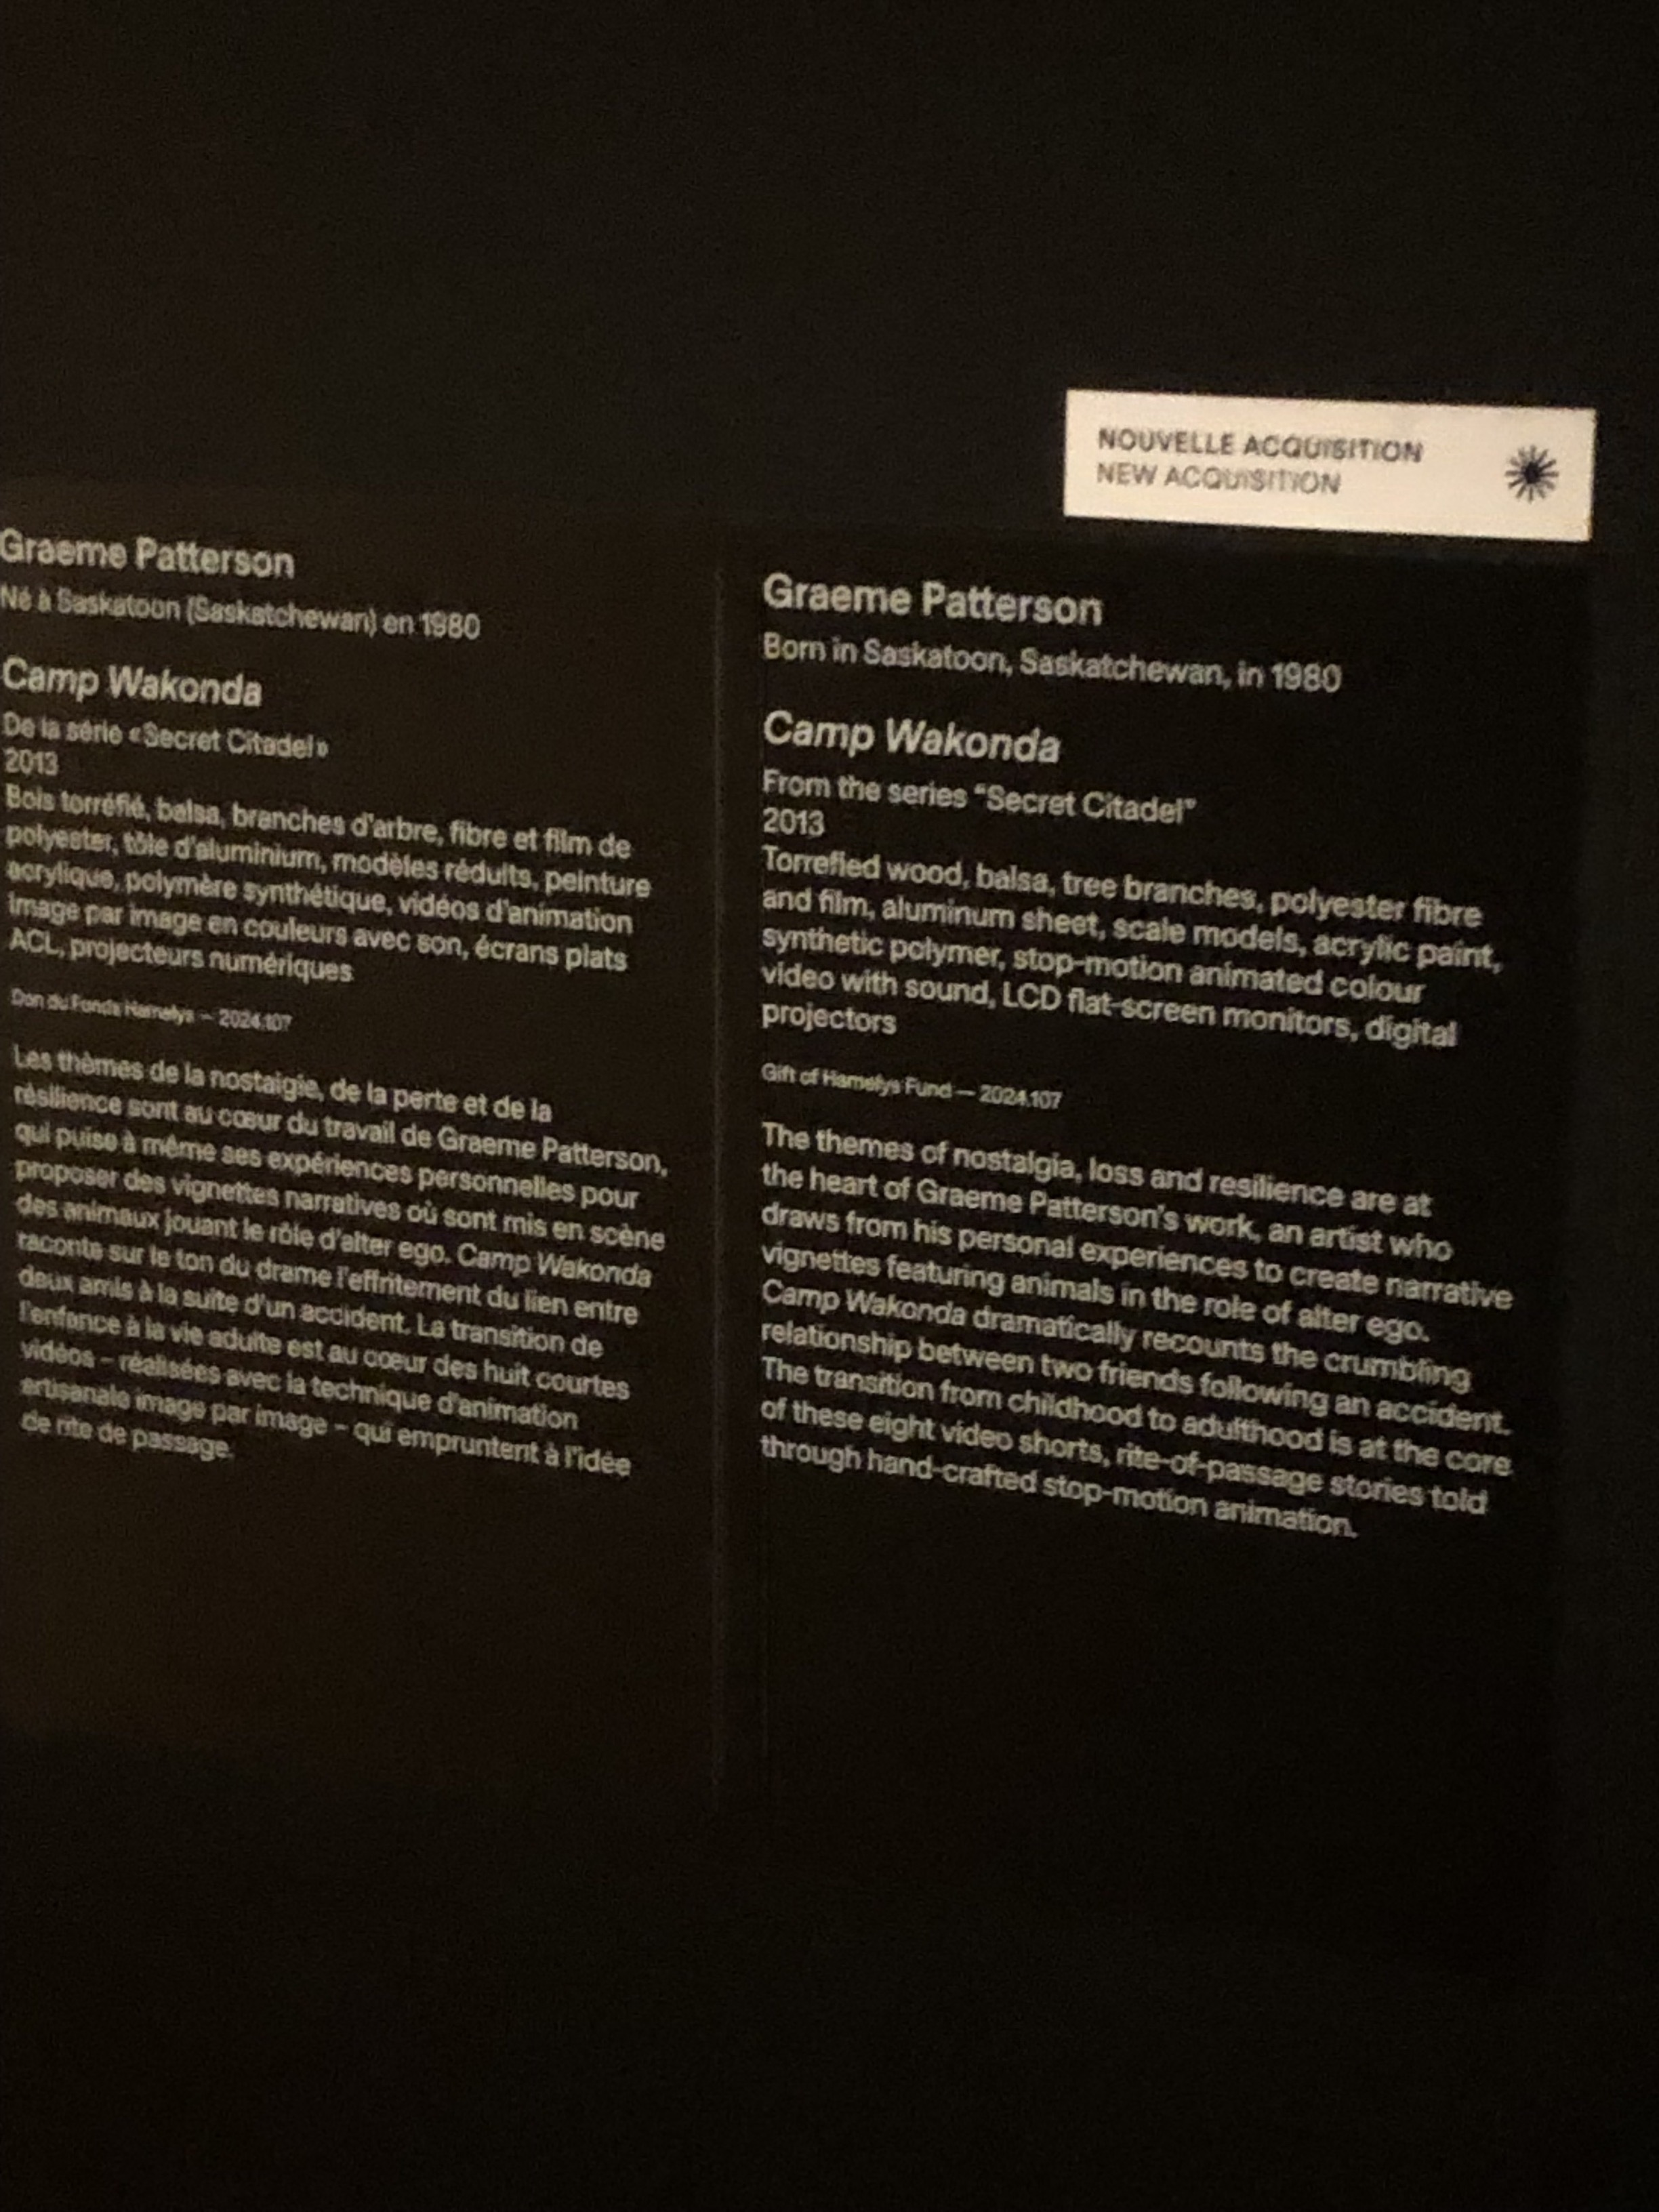 NOUVELLE ACQUISITION
NEW ACQUISITION
Graeme Patterson
Né à Saskatoon (Saskatchewan) en 1980
Camp Wakonda
De la série «Secret Citadel»
2013
Bois torréfié, balsa, branches d'arbre, fibre et film de
polyester, tôle d'aluminium, modèles réduits, peinture
acrylique, polymère synthétique, vidéos d'animation
image par image en couleurs avec son, écrans plats
ACL, projecteurs numériques
Don du Fonds Hamelys – 2024.107
Les thèmes de la nostalgie, de la perte et de la
résilience sont au cœur du travail de Graeme Patterson,
qui puise à même ses expériences personnelles pour
proposer des vignettes narratives où sont mis en scène
des animaux jouant le rôle d'alter ego. Camp Wakonda
raconte sur le ton du drame l'effritement du lien entre
deux amis à la suite d'un accident. La transition de
l'enfance à la vie adulte est au cœur des huit courtes
vidéos – réalisées avec la technique d'animation
artisanale image par image – qui empruntent à l'idée
de rite de passage.
Graeme Patterson
Born in Saskatoon, Saskatchewan, in 1980
Camp Wakonda
From the series “Secret Citadel”
2013
Torrefied wood, balsa, tree branches, polyester fibre
and film, aluminum sheet, scale models, acrylic paint,
synthetic polymer, stop-motion animated colour
video with sound, LCD flat-screen monitors, digital
projectors
Gift of Hamelys Fund – 2024.107
The themes of nostalgia, loss and resilience are at
the heart of Graeme Patterson's work, an artist who
draws from his personal experiences to create narrative
vignettes featuring animals in the role of alter ego.
Camp Wakonda dramatically recounts the crumbling
relationship between two friends following an accident.
The transition from childhood to adulthood is at the core
of these eight video shorts, rite-of-passage stories told
through hand-crafted stop-motion animation.